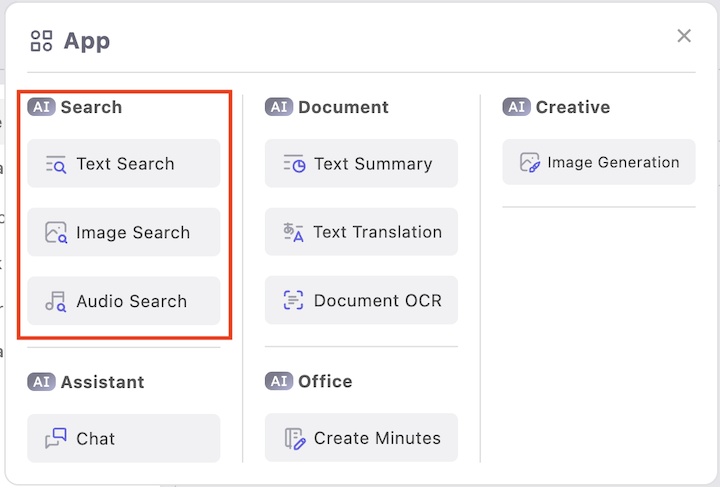 App
AI Search
Text Search
Image Search
Audio Search
AI Assistant
Chat
AI Document
Text Summary
Text Translation
Document OCR
AI Office
Create Minutes
AI Creative
Image Generation